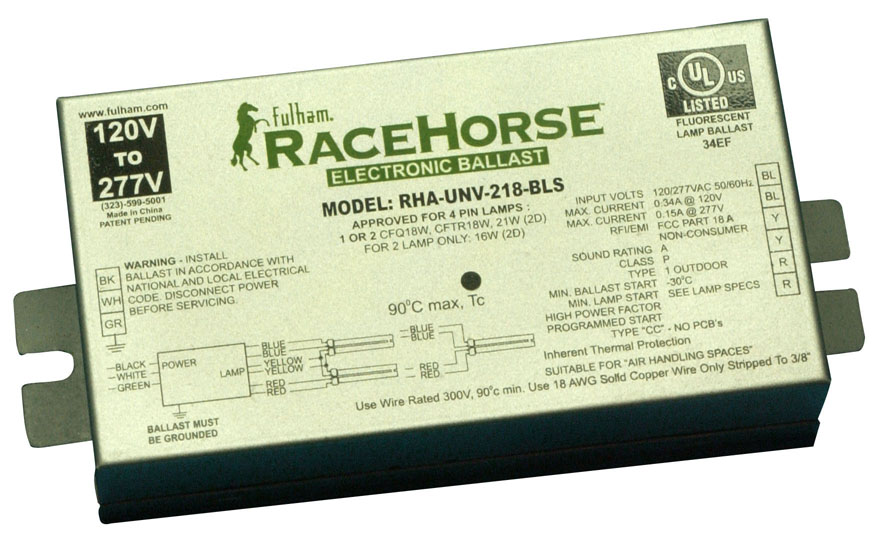 www.fulham.com
120V
TO
277V
(323)-599-5001
Made in China
PATENT PENDING
fulham.
RACEHORSE
ELECTRONIC BALLAST
MODEL: RHA-UNV-218-BLS
APPROVED FOR 4 PIN LAMPS :
1 OR 2 CFQ18W, CFTR18W, 21W (2D)
FOR 2 LAMP ONLY: 16W (2D)
C UL US
LISTED
FLUORESCENT
LAMP BALLAST
34EF
INPUT VOLTS 120/277VAC 50/60Hz
MAX. CURRENT 0.34A @ 120V
MAX. CURRENT 0.15A @ 277V
RFI/EMI FCC PART 18 A
NON-CONSUMER
SOUND RATING A
CLASS P
TYPE 1 OUTDOOR
MIN. BALLAST START -30°C
MIN. LAMP START SEE LAMP SPECS
HIGH POWER FACTOR
PROGRAMMED START
TYPE "CC" - NO PCB's
Inherent Thermal Protection
SUITABLE FOR "AIR HANDLING SPACES"
BL
BL
Y
Y
R
R
BK
WH
GR
WARNING - INSTALL
BALLAST IN ACCORDANCE WITH
NATIONAL AND LOCAL ELECTRICAL
CODE. DISCONNECT POWER
BEFORE SERVICING.
90°C max, Tc
BLACK
WHITE
GREEN
POWER
LAMP
BLUE
BLUE
YELLOW
YELLOW
RED
RED
BLUE
BLUE
RED
RED.
BALLAST MUST
BE GROUNDED
Use Wire Rated 300V, 90°c min. Use 18 AWG Solid Copper Wire Only Stripped To 3/8"